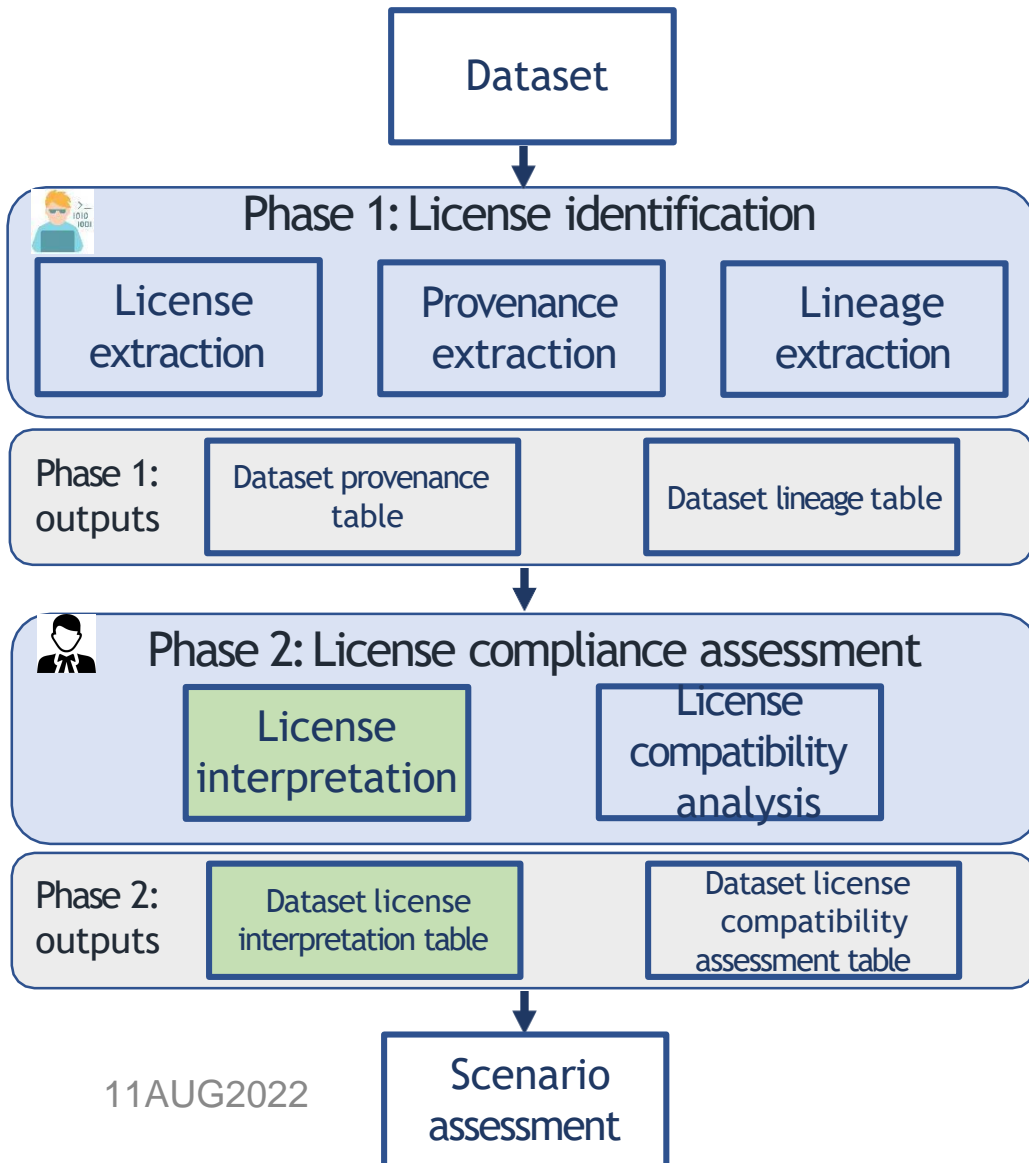 Dataset
>_
1010
1001
Phase 1: License identification
License
extraction
Provenance
extraction
Lineage
extraction
Phase 1:
outputs
Dataset provenance
table
Dataset lineage table
Phase 2: License compliance assessment
License
interpretation
License
compatibility
analysis
Phase 2:
outputs
Dataset license
interpretation table
Dataset license
compatibility
assessment table
11AUG2022
Scenario
assessment